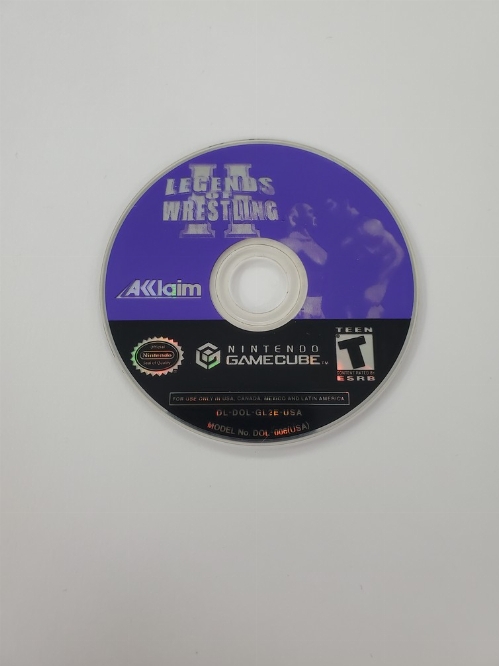 II
LEGENDS
OF
WRESTLING
AKklaim
Nintendo
NINTENDO
GAMECUBE™
TEEN
T
CONTENT RATED BY
ESRB
FOR USE ONLY IN USA, CANADA, MEXICO AND LATIN AMERICA
DL-DOL-GL2E-USA
MODEL No. DOL-006(USA)